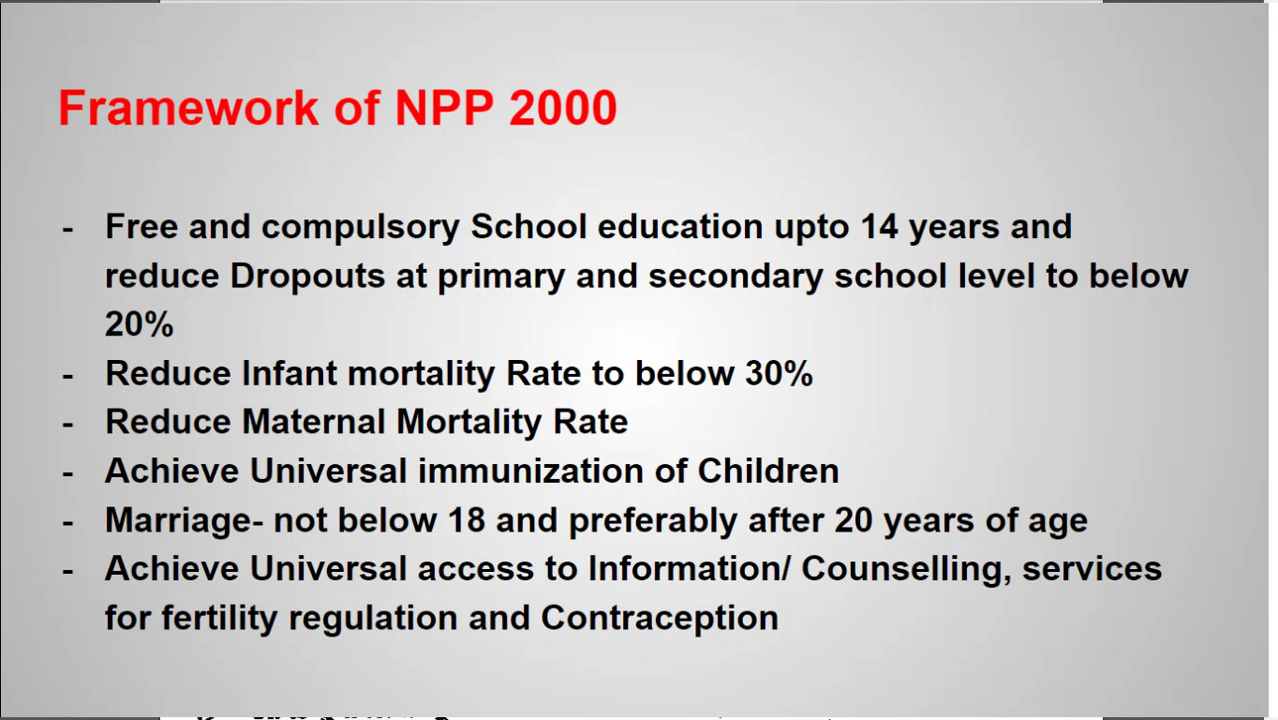 Framework of NPP 2000
- Free and compulsory School education upto 14 years and
reduce Dropouts at primary and secondary school level to below
20%
- Reduce Infant mortality Rate to below 30%
- Reduce Maternal Mortality Rate
- Achieve Universal immunization of Children
- Marriage- not below 18 and preferably after 20 years of age
- Achieve Universal access to Information/ Counselling, services
for fertility regulation and Contraception